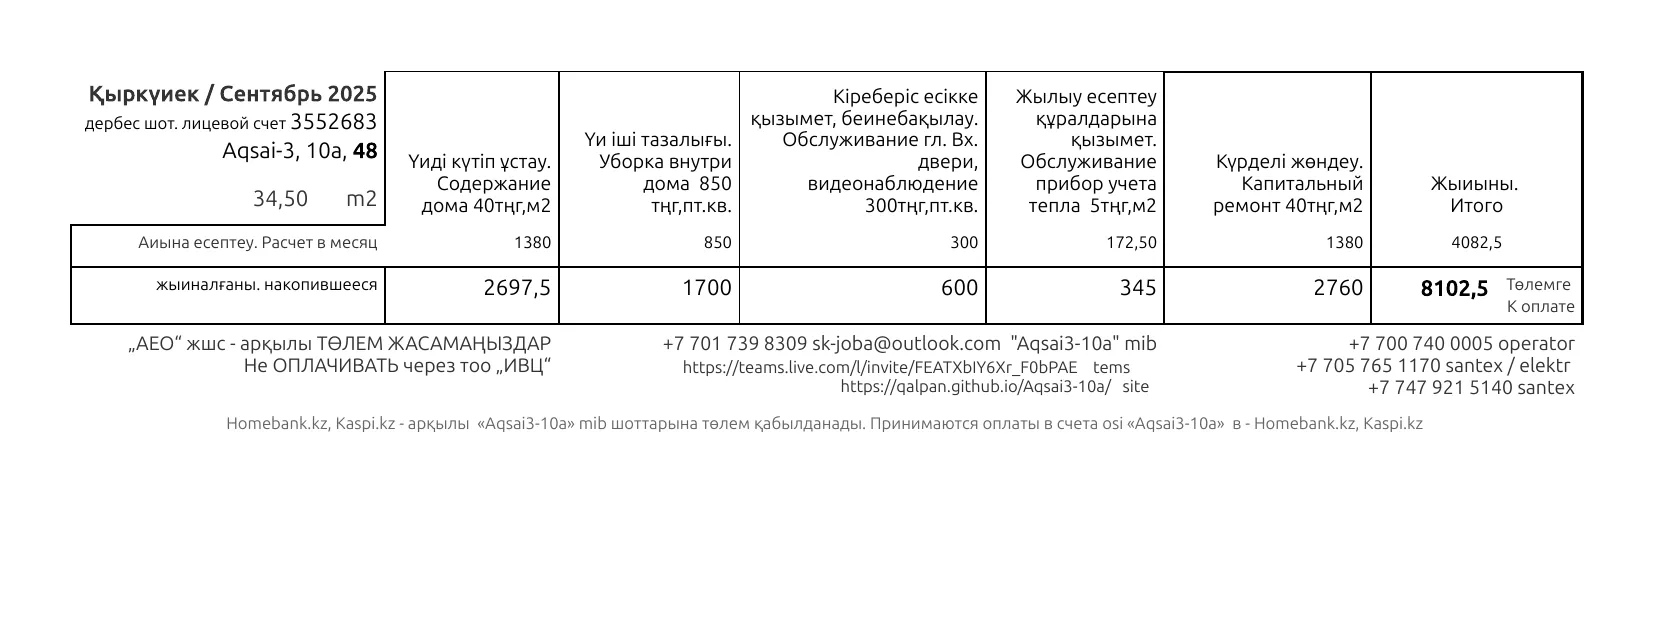 Қыркүиек / Сентябрь 2025
дербес шот. лицевой счет 3552683
Aqsai-3, 10a, 48
34,50 m2
Үиді күтіп ұстау.
Содержание
дома 40тңг,м2
Үи іші тазалығы.
Уборка внутри
дома 850
тңг,пт.кв.
Кіреберіс есікке
қызымет, беинебақылау.
Обслуживание гл. Вх.
двери,
видеонаблюдение
300тңг,пт.кв.
Жылыу есептеу
құралдарына
қызымет.
Обслуживание
прибор учета
тепла 5тңг,м2
Күрделі жөндеу.
Капитальный
ремонт 40тңг,м2
Жыиыны.
Итого
Аиына есептеу. Расчет в месяц 1380 850 300 172,50 1380 4082,5
жыиналғаны. накопившееся 2697,5 1700 600 345 2760 8102,5 Төлемге
К оплате
„АЕО“ жшс - арқылы ТӨЛЕМ ЖАСАМАҢЫЗДАР
Не ОПЛАЧИВАТЬ через тоо „ИВЦ“
+7 701 739 8309 sk-joba@outlook.com "Aqsai3-10a" mib
https://teams.live.com/l/invite/FEATXbIY6Xr_F0bPAE tems
https://qalpan.github.io/Aqsai3-10a/ site
+7 700 740 0005 operator
+7 705 765 1170 santex / elektr
+7 747 921 5140 santex
Homebank.kz, Kaspi.kz - арқылы «Aqsai3-10a» mib шоттарына төлем қабылданады. Принимаются оплаты в счета osi «Aqsai3-10a» в - Homebank.kz, Kaspi.kz